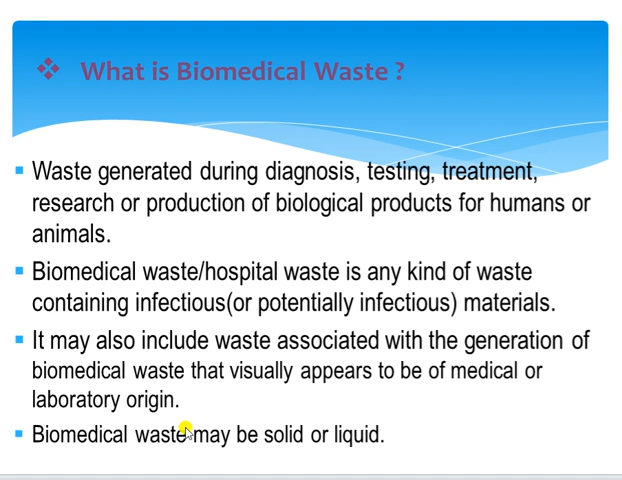 ❖ What is Biomedical Waste ?
▪ Waste generated during diagnosis, testing, treatment,
research or production of biological products for humans or
animals.
▪ Biomedical waste/hospital waste is any kind of waste
containing infectious(or potentially infectious) materials.
▪ It may also include waste associated with the generation of
biomedical waste that visually appears to be of medical or
laboratory origin.
▪ Biomedical waste may be solid or liquid.